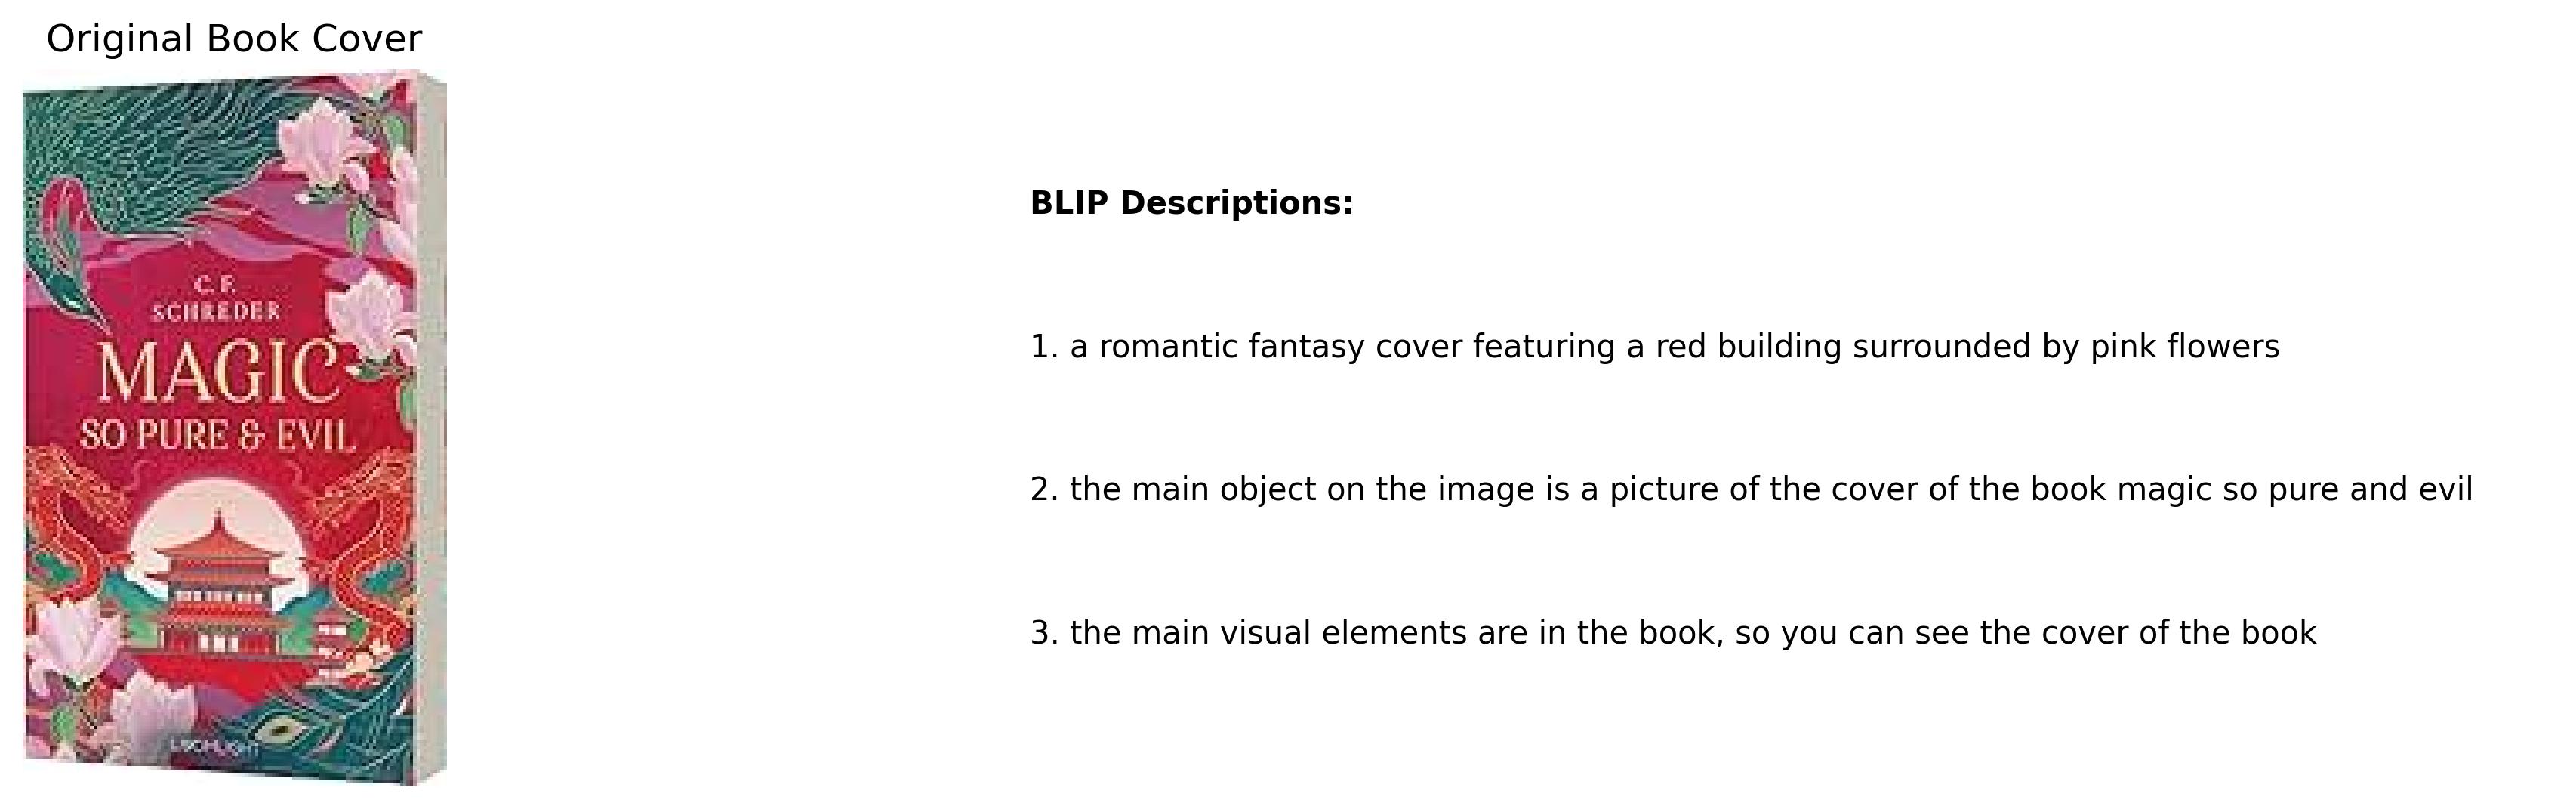 Original Book Cover
C. F.
SCHREDER
MAGIC
SO PURE & EVIL
BLIP Descriptions:
1. a romantic fantasy cover featuring a red building surrounded by pink flowers
2. the main object on the image is a picture of the cover of the book magic so pure and evil
3. the main visual elements are in the book, so you can see the cover of the book